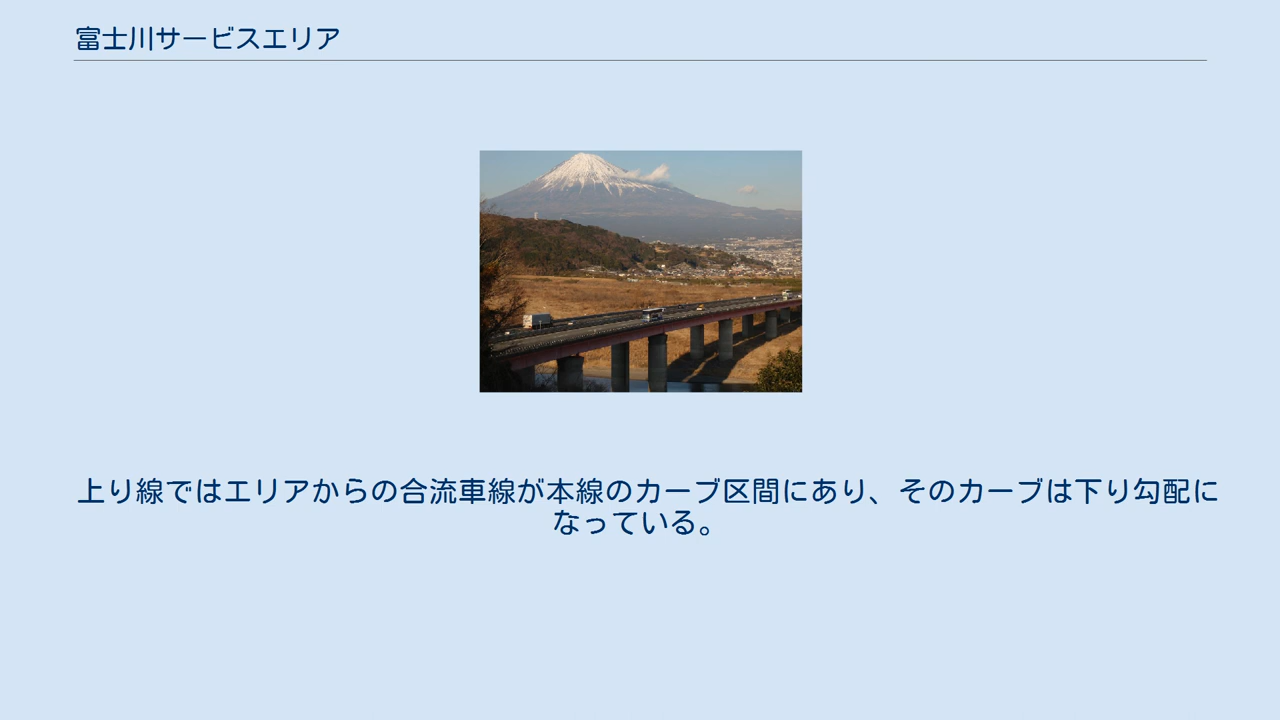 富士川サービスエリア
上り線ではエリアからの合流車線が本線のカーブ区間にあり、そのカーブは下り勾配に
なっている。